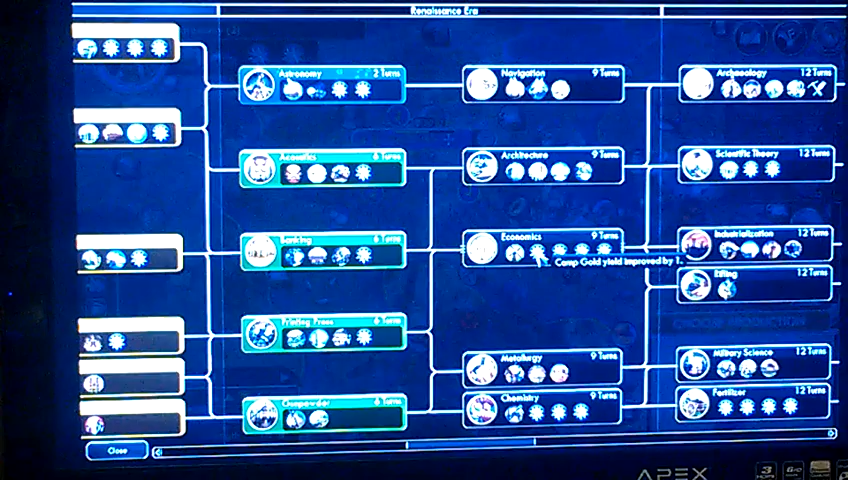 Renaissance Era
Astronomy 2 Turns
Navigation 9 Turns
Archaeology 12 Turns
Acoustics 6 Turns
Architecture 9 Turns
Scientific Theory 12 Turns
Banking 6 Turns
Economics 9 Turns
Industrialization 12 Turns
Camp Gold yield improved by 1.
Rifling 12 Turns
Printing Press 6 Turns
Metallurgy 9 Turns
Military Science 12 Turns
Gunpowder 6 Turns
Chemistry 9 Turns
Fertilizer 12 Turns
Close
APEX
3